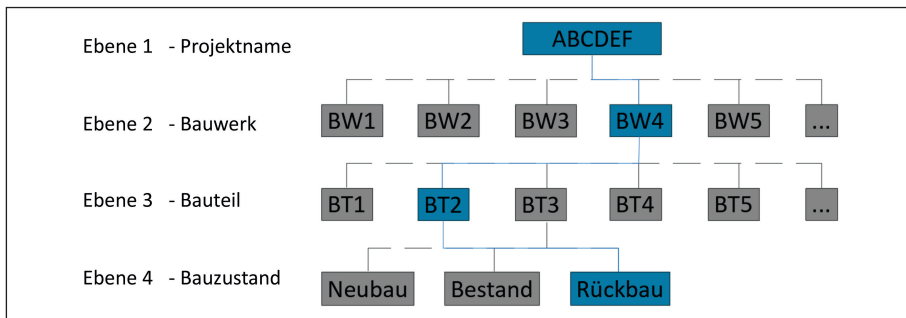 Ebene 1 - Projektname
ABCDEF
Ebene 2 - Bauwerk
BW1 BW2 BW3 BW4 BW5 ...
Ebene 3 - Bauteil
BT1 BT2 BT3 BT4 BT5 ...
Ebene 4 - Bauzustand
Neubau Bestand Rückbau